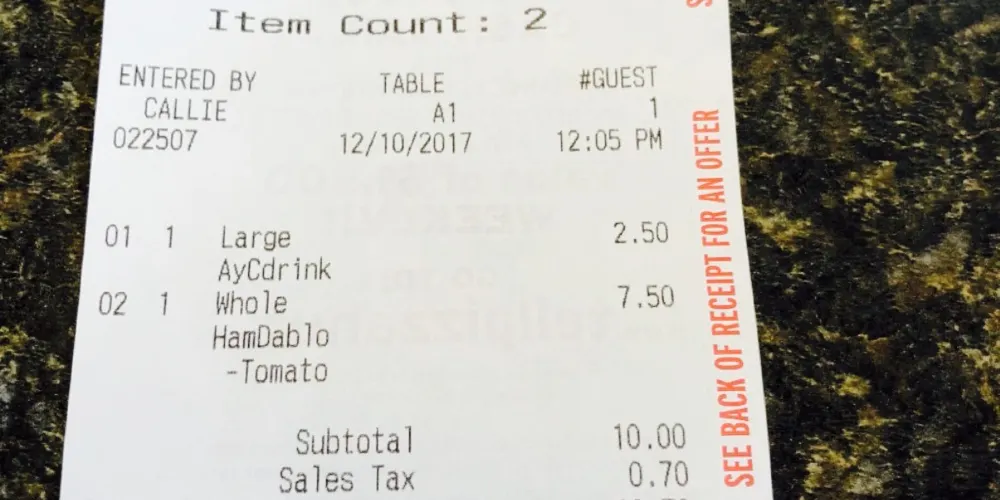 Item Count: 2
ENTERED BY TABLE #GUEST
CALLIE A1 1
022507 12/10/2017 12:05 PM
01 1 Large 2.50
AyCdrink
02 1 Whole 7.50
HamDablo
-Tomato
Subtotal 10.00
Sales Tax 0.70
SEE BACK OF RECEIPT FOR AN OFFER